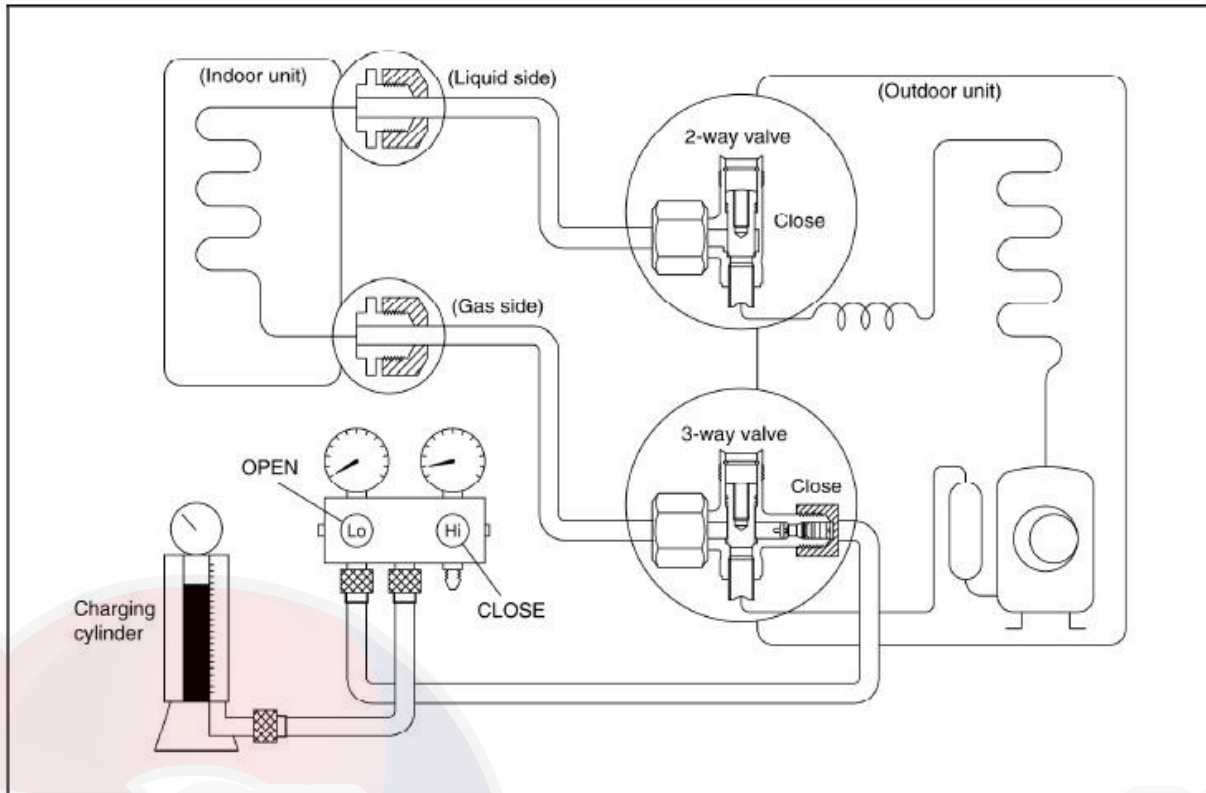 (Indoor unit)
(Liquid side)
(Outdoor unit)
2-way valve
Close
(Gas side)
3-way valve
Close
OPEN
Lo
Hi
CLOSE
Charging
cylinder